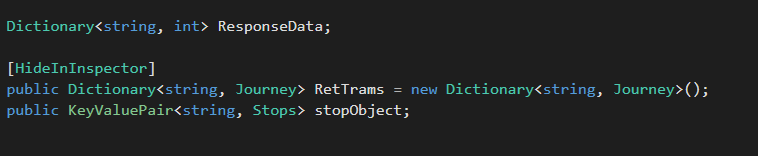 Dictionary<string, int> ResponseData;
[HideInInspector]
public Dictionary<string, Journey> RetTrams = new Dictionary<string, Journey>();
public KeyValuePair<string, Stops> stopObject;